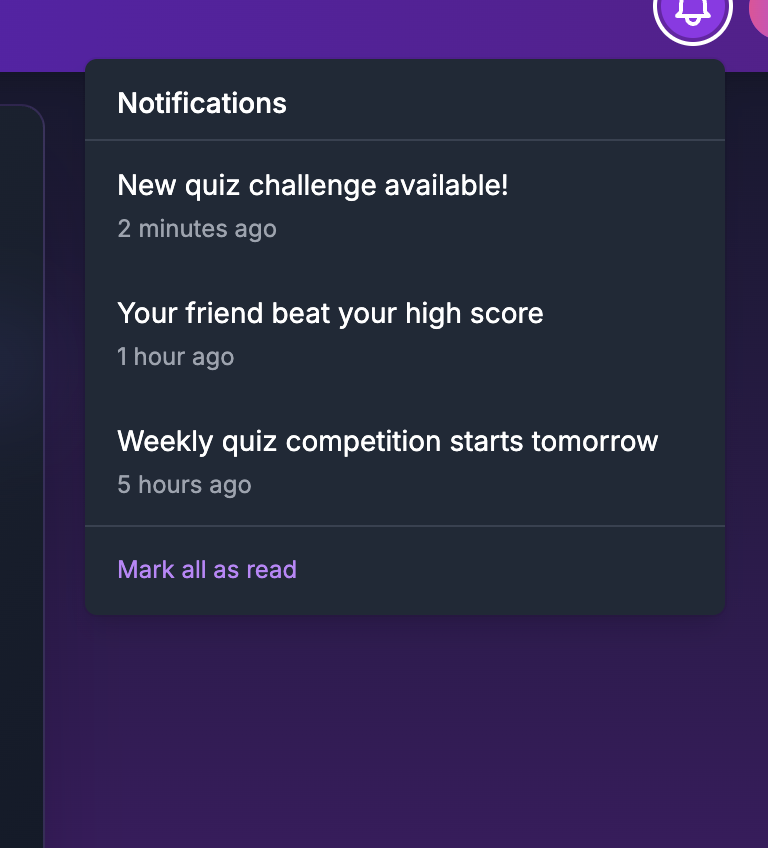 Notifications
New quiz challenge available!
2 minutes ago
Your friend beat your high score
1 hour ago
Weekly quiz competition starts tomorrow
5 hours ago
Mark all as read